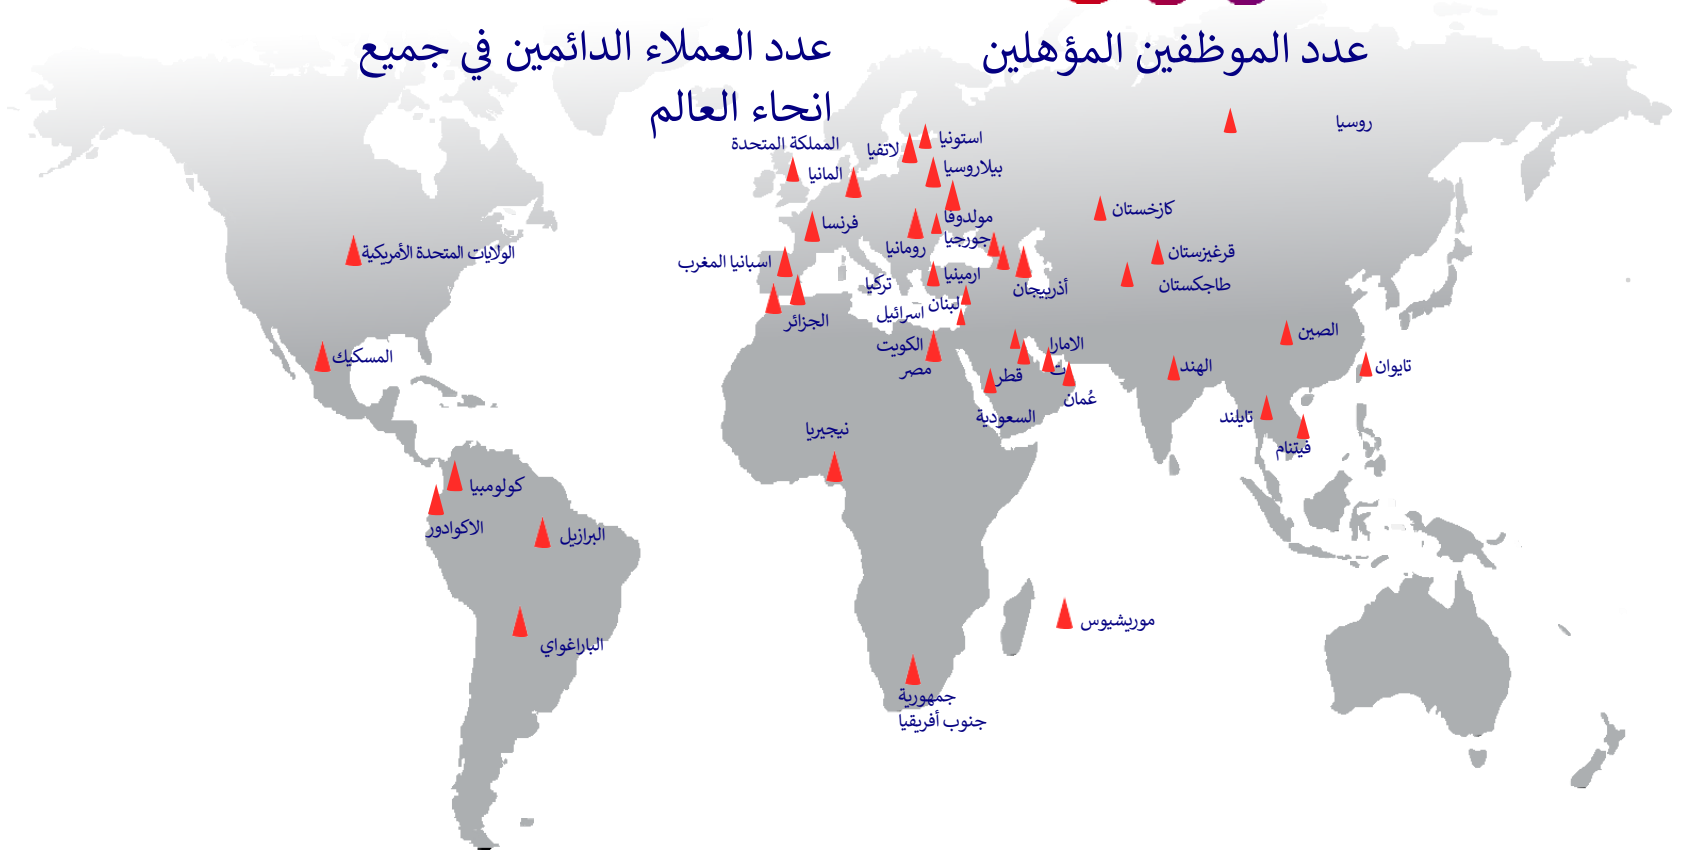 عدد الموظفين المؤهلين
عدد العملاء الدائمين في جميع
انحاء العالم
روسيا
استونيا
لاتفيا
المملكة المتحدة
المانيا
بيلاروسيا
كازخستان
مولدوفا
فرنسا
جورجيا
رومانيا
قرغيزستان
الولايات المتحدة الأمريكية
اسبانيا المغرب
ارمينيا
تركيا
أذربيجان
طاجكستان
لبنان
اسرائيل
الجزائر
الصين
الكويت
الامارا
ت
مصر
قطر
المسكيك
الهند
تايوان
عُمان
السعودية
تايلند
نيجيريا
فيتنام
كولومبيا
الاكوادور
البرازيل
موريشيوس
الباراغواي
جمهورية
جنوب أفريقيا